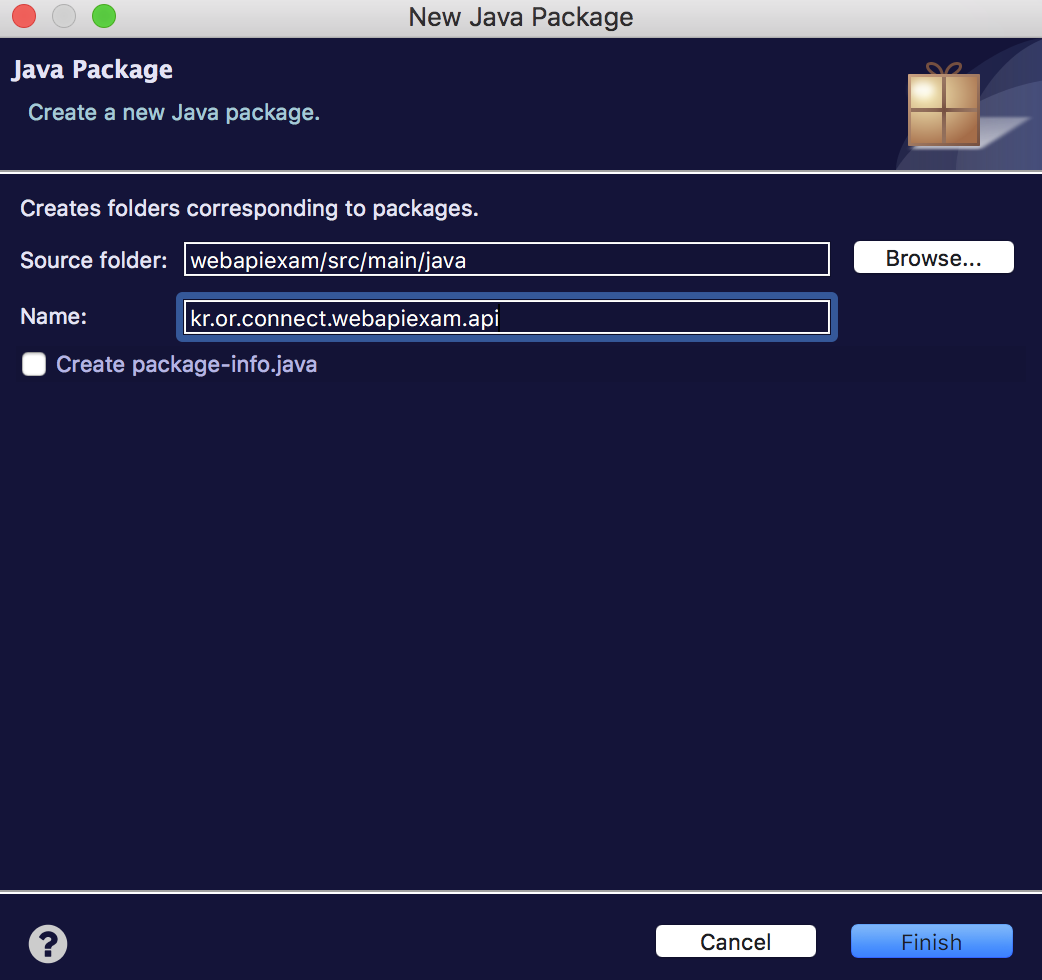 New Java Package
Java Package
Create a new Java package.
Creates folders corresponding to packages.
Source folder: webapiexam/src/main/java Browse...
Name: kr.or.connect.webapiexam.api
Create package-info.java
? Cancel Finish